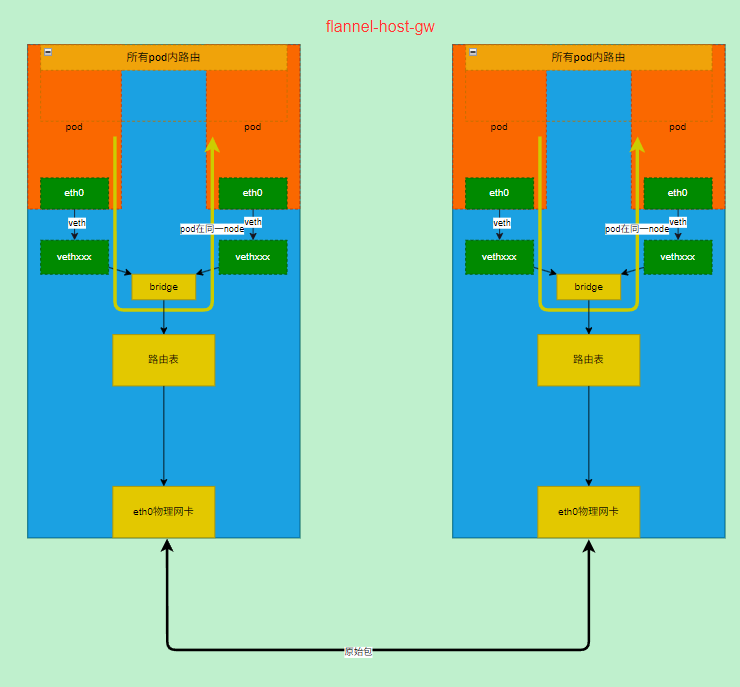 flannel-host-gw
所有pod内路由
所有pod内路由
pod
pod
pod
pod
eth0
eth0
eth0
eth0
veth
veth
veth
veth
pod在同一node
pod在同一node
vethxxx
vethxxx
vethxxx
vethxxx
bridge
bridge
路由表
路由表
eth0物理网卡
eth0物理网卡
原始包